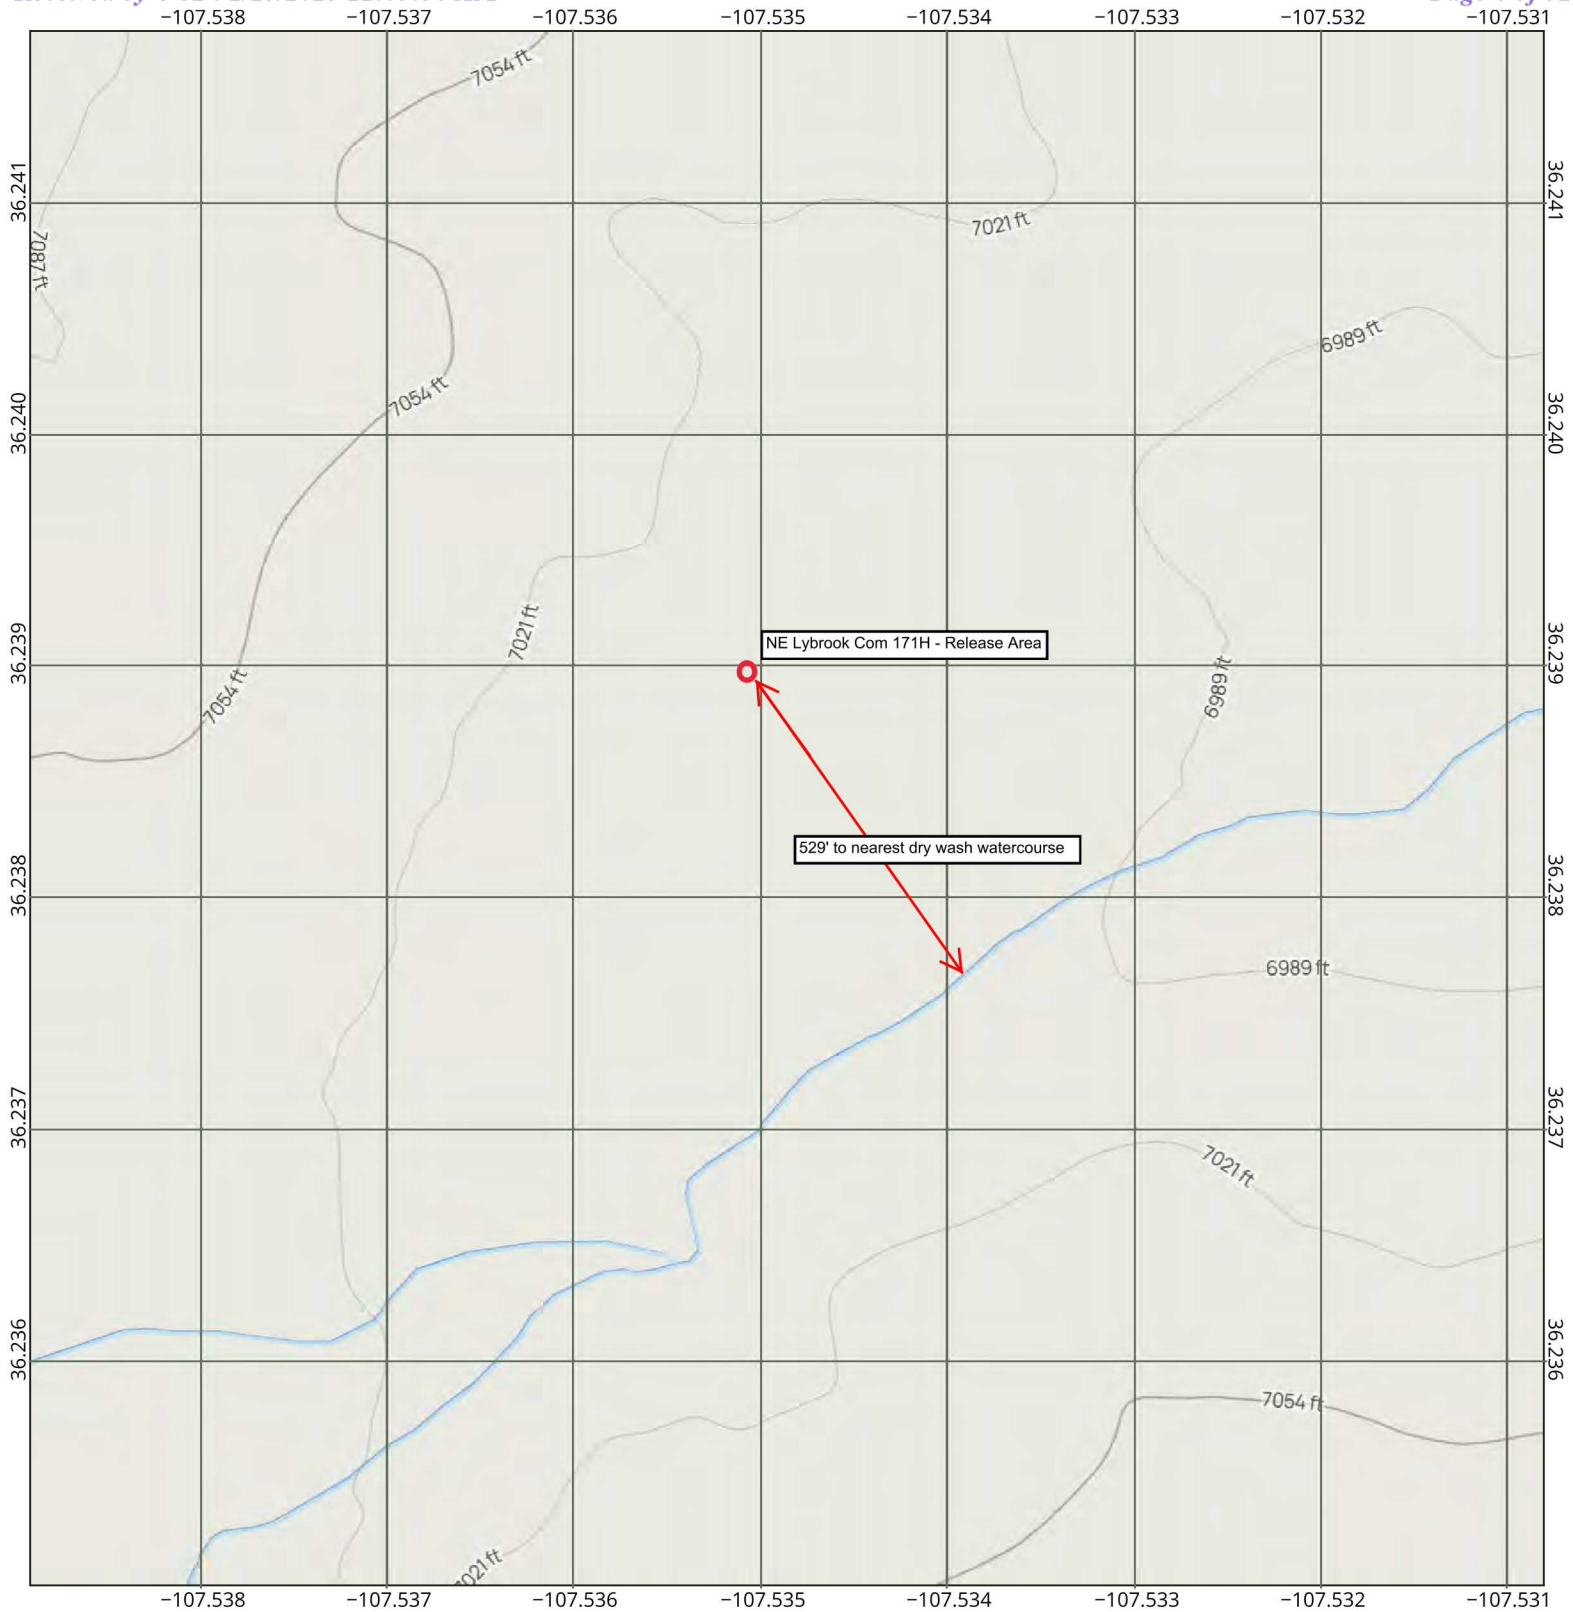 −107.538 −107.537 −107.536 −107.535 −107.534 −107.533 −107.532 −107.531
7054 ft
36.241
36.241
7021 ft
7087 ft
6989 ft
7054 ft
36.240
36.240
7021 ft
NE Lybrook Com 171H - Release Area
36.239
36.239
6989 ft
7054 ft
529' to nearest dry wash watercourse
36.238
36.238
6989 ft
36.237
36.237
7021 ft
36.236
36.236
7054 ft
021 ft
−107.538 −107.537 −107.536 −107.535 −107.534 −107.533 −107.532 −107.531